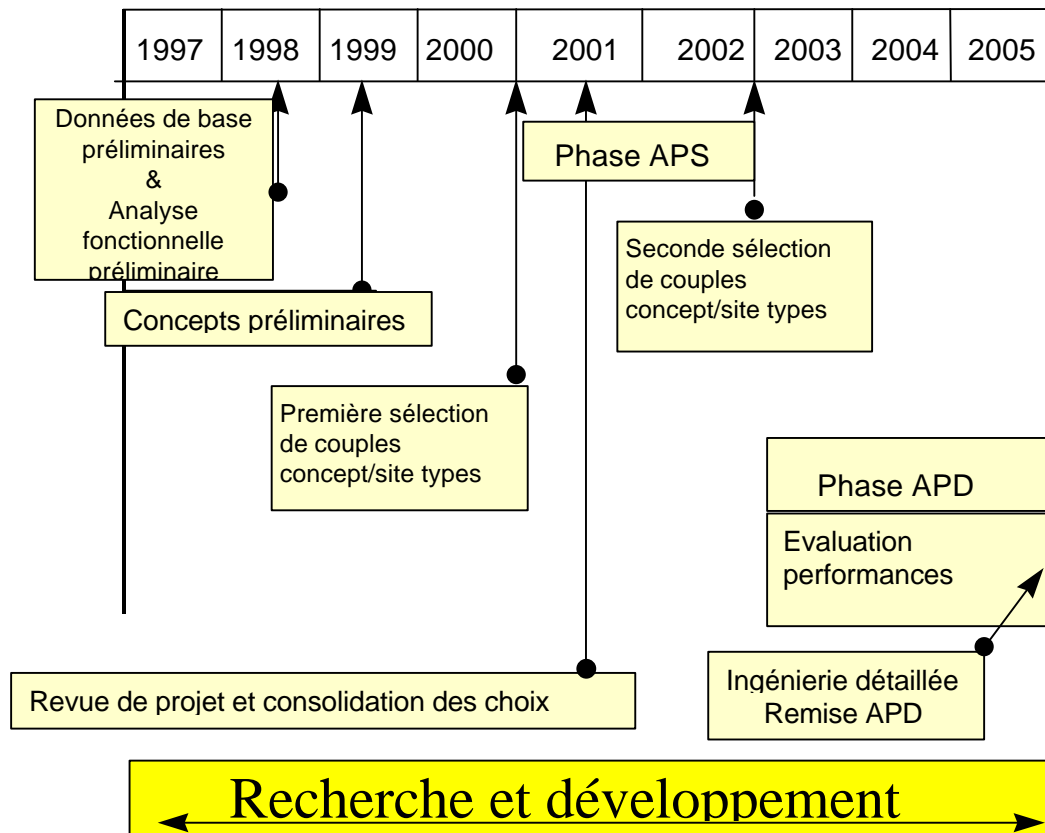 1997 1998 1999 2000 2001 2002 2003 2004 2005
Données de base
préliminaires
&
Analyse
fonctionnelle
préliminaire
Phase APS
Seconde sélection
de couples
concept/site types
Concepts préliminaires
Première sélection
de couples
concept/site types
Phase APD
Evaluation
performances
Revue de projet et consolidation des choix
Ingénierie détaillée
Remise APD
Recherche et développement